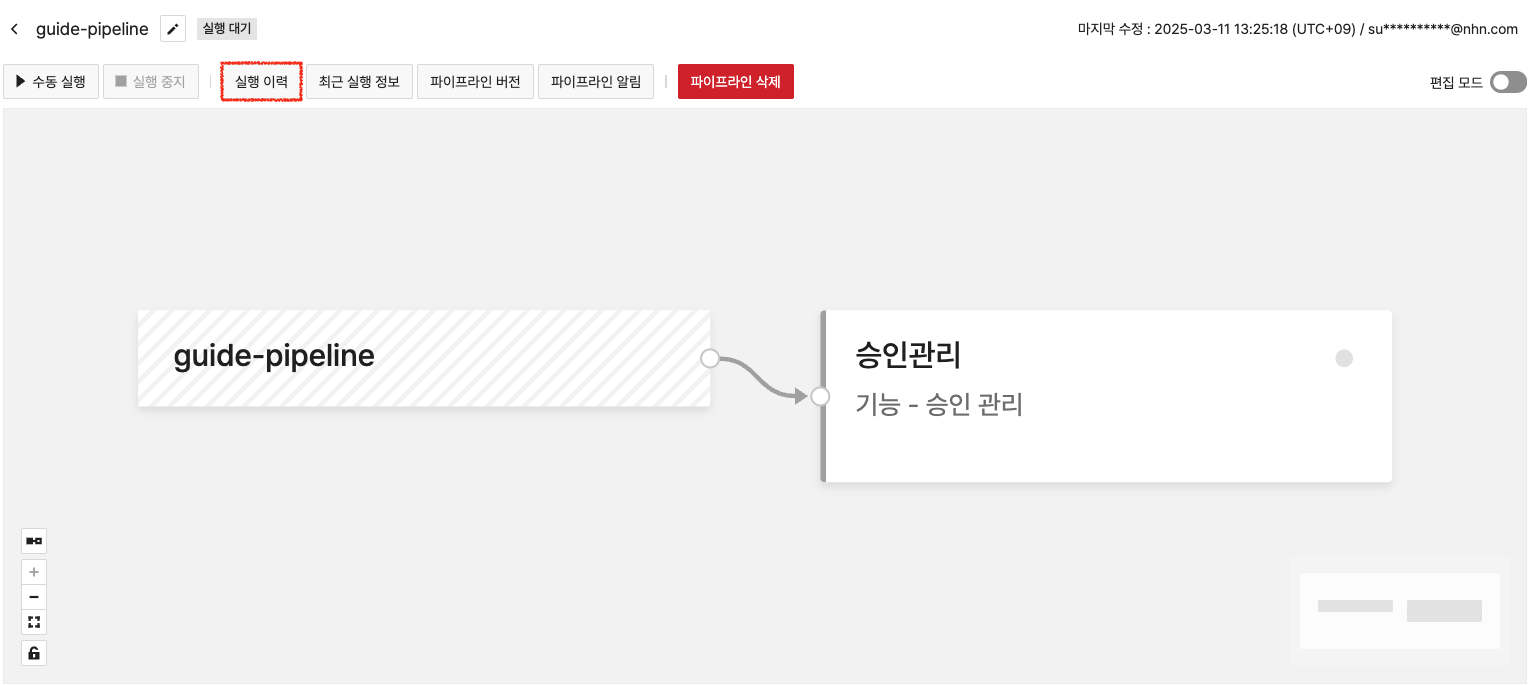 guide-pipeline 실행 대기 마지막 수정 : 2025-03-11 13:25:18 (UTC+09) / su**********@nhn.com
수동 실행 실행 중지 실행 이력 최근 실행 정보 파이프라인 버전 파이프라인 알림 파이프라인 삭제 편집 모드
guide-pipeline
승인관리
기능 - 승인 관리